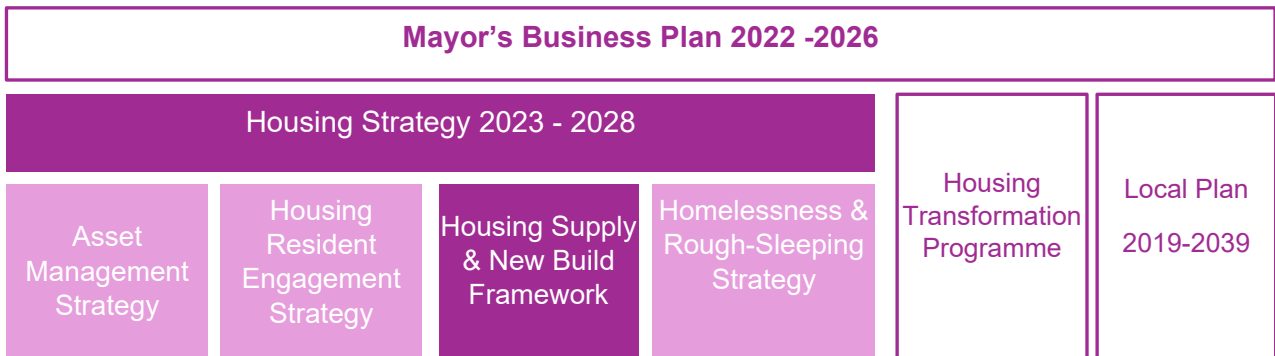 Mayor’s Business Plan 2022 -2026
Housing Strategy 2023 - 2028
Asset
Management
Strategy
Housing
Resident
Engagement
Strategy
Housing Supply
& New Build
Framework
Homelessness &
Rough-Sleeping
Strategy
Housing
Transformation
Programme
Local Plan
2019-2039